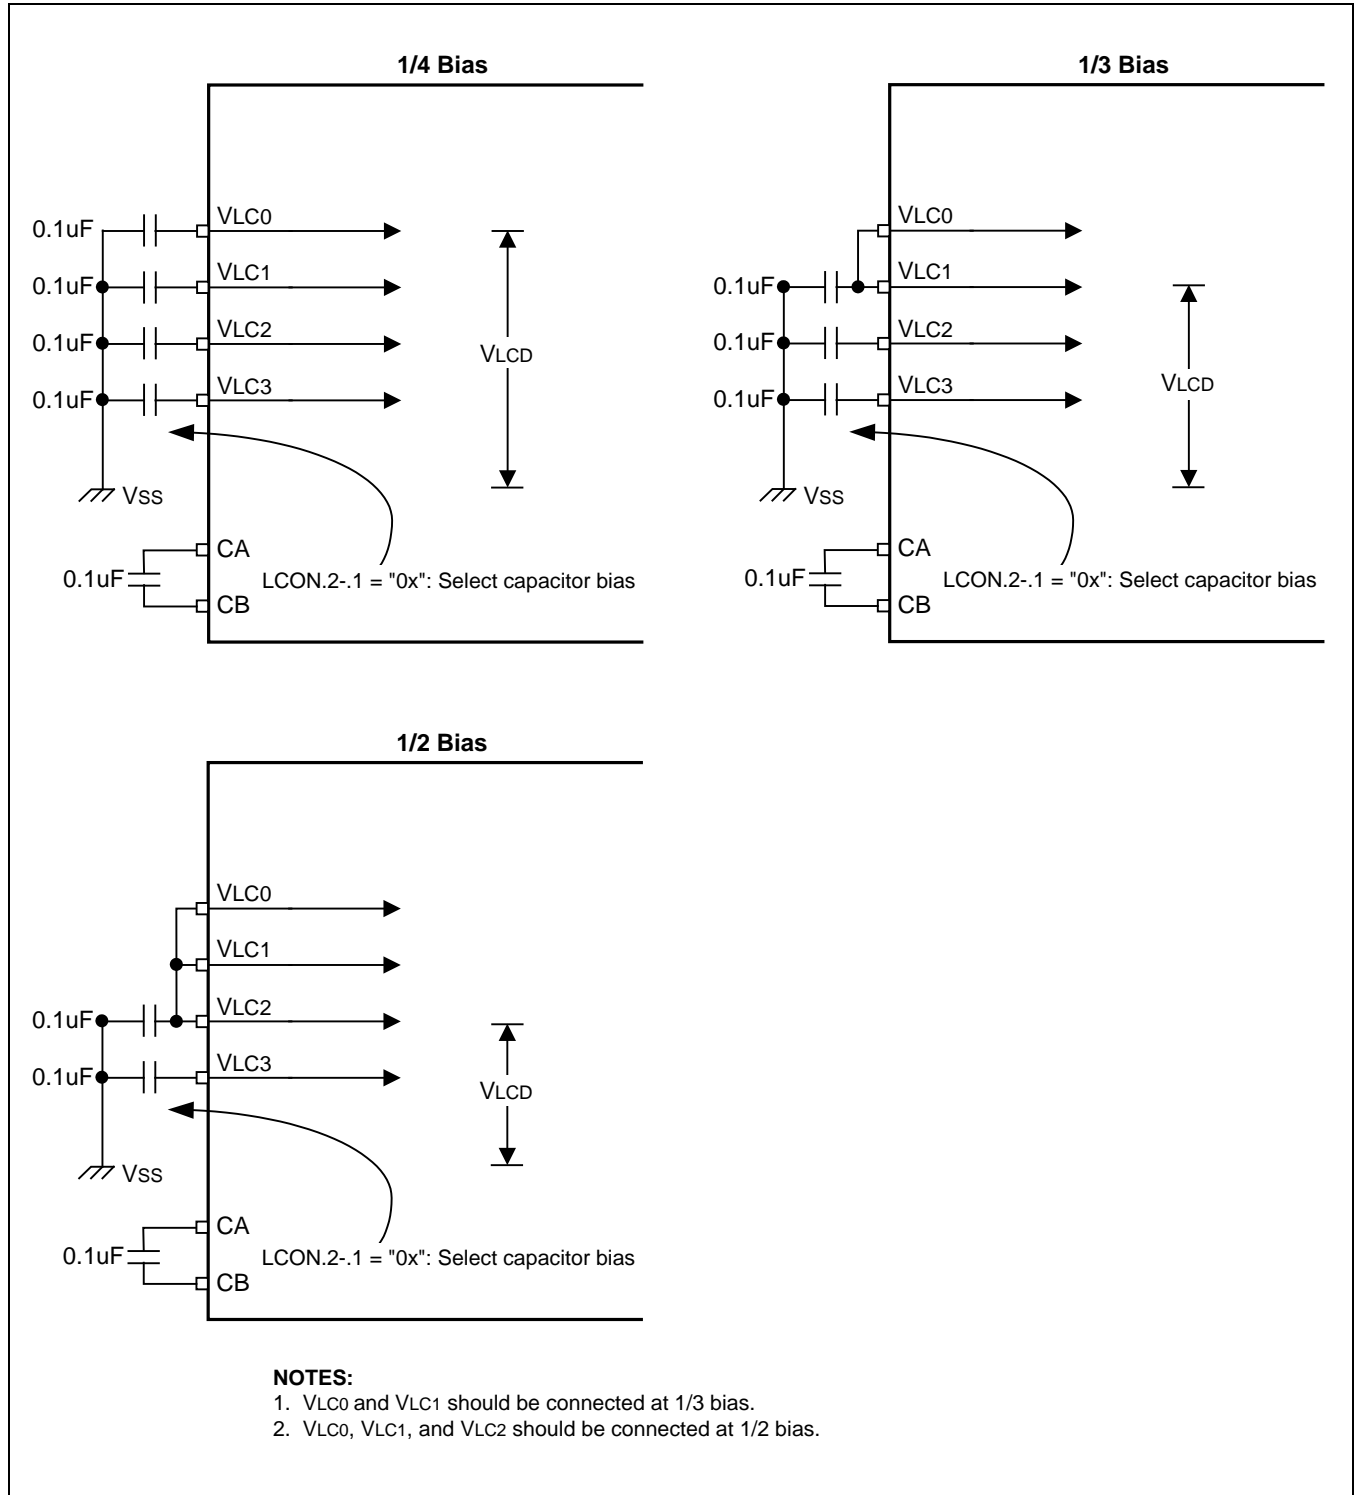 1/4 Bias
0.1uF
VLC0
0.1uF
VLC1
0.1uF
VLC2
0.1uF
VLC3
VLCD
VSS
CA
0.1uF
LCON.2-.1 = "0x": Select capacitor bias
CB
1/3 Bias
VLC0
0.1uF
VLC1
0.1uF
VLC2
0.1uF
VLC3
VLCD
VSS
CA
0.1uF
LCON.2-.1 = "0x": Select capacitor bias
CB
1/2 Bias
VLC0
VLC1
0.1uF
VLC2
0.1uF
VLC3
VLCD
VSS
CA
0.1uF
LCON.2-.1 = "0x": Select capacitor bias
CB
NOTES:
1. VLC0 and VLC1 should be connected at 1/3 bias.
2. VLC0, VLC1, and VLC2 should be connected at 1/2 bias.